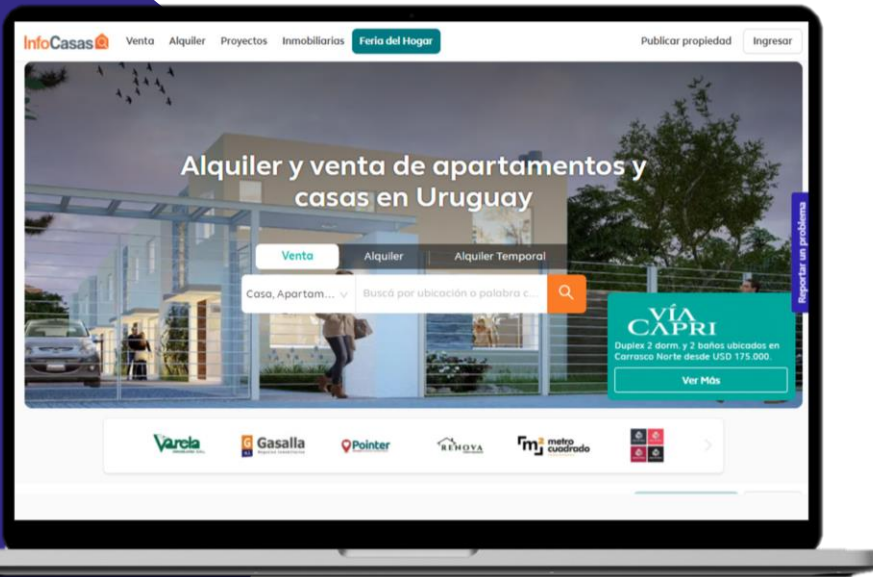 InfoCasas
Venta
Alquiler
Proyectos
Inmobiliarias
Feria del Hogar
Publicar propiedad
Ingresar
Alquiler y venta de apartamentos y
casas en Uruguay
Venta
Alquiler
Alquiler Temporal
Casa, Apartam...
Buscá por ubicación o palabra c...
Reportar un problema
VÍA
CAPRI
Duplex 2 dorm. y 2 baños ubicados en
Carrasco Norte desde USD 175.000.
Ver Más
Varela
Gasalla
Pointer
RENOVA
m2 metro
cuadrado